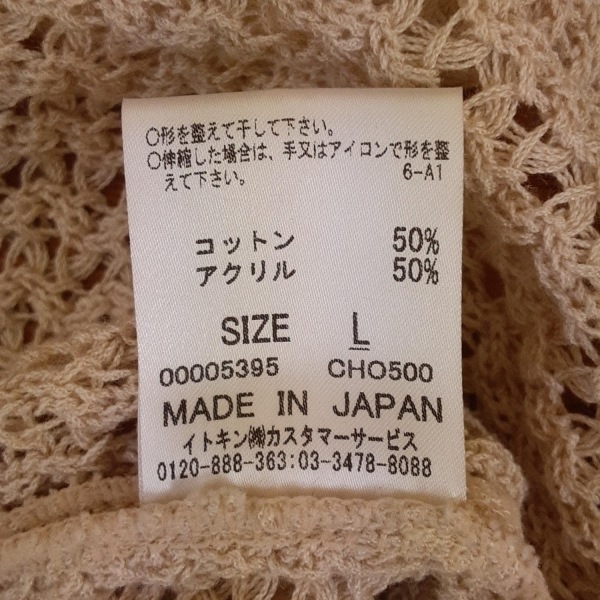 ○形を整えて干して下さい。
○伸縮した場合は、手又はアイロンで形を整
えて下さい。 6-A1
コットン 50%
アクリル 50%
SIZE L
00005395 CHO500
MADE IN JAPAN
イトキン㈱カスタマーサービス
0120-888-363:03-3478-8088